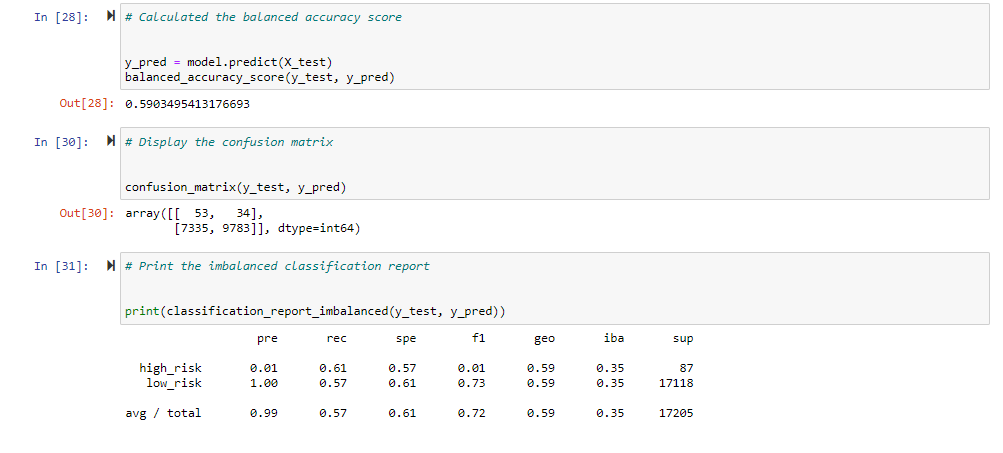 In [28]: # Calculated the balanced accuracy score
y_pred = model.predict(X_test)
balanced_accuracy_score(y_test, y_pred)
Out[28]: 0.5903495413176693
In [30]: # Display the confusion matrix
confusion_matrix(y_test, y_pred)
Out[30]: array([[  53,   34],
       [7335, 9783]], dtype=int64)
In [31]: # Print the imbalanced classification report
print(classification_report_imbalanced(y_test, y_pred))
pre rec spe f1 geo iba sup
high_risk 0.01 0.61 0.57 0.01 0.59 0.35 87
low_risk 1.00 0.57 0.61 0.73 0.59 0.35 17118
avg / total 0.99 0.57 0.61 0.72 0.59 0.35 17205